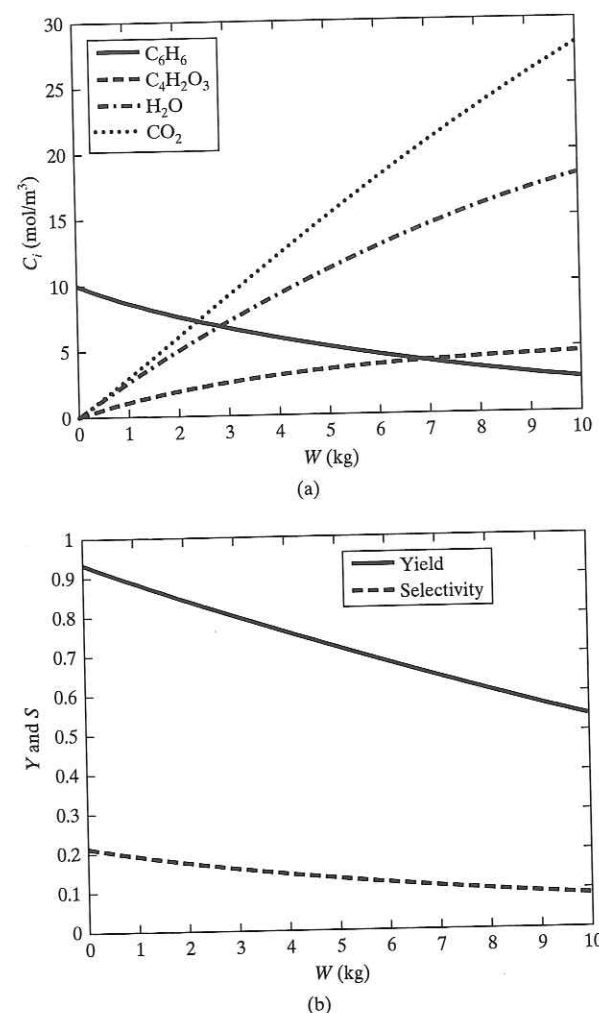 30
25
20
15
10
5
0
C₆H₆
C₄H₂O₃
H₂O
CO₂
C_i (mol/m³)
0 1 2 3 4 5 6 7 8 9 10
W (kg)
(a)
1
0.9
0.8
0.7
0.6
0.5
0.4
0.3
0.2
0.1
0
Yield
Selectivity
Y and S
0 1 2 3 4 5 6 7 8 9 10
W (kg)
(b)